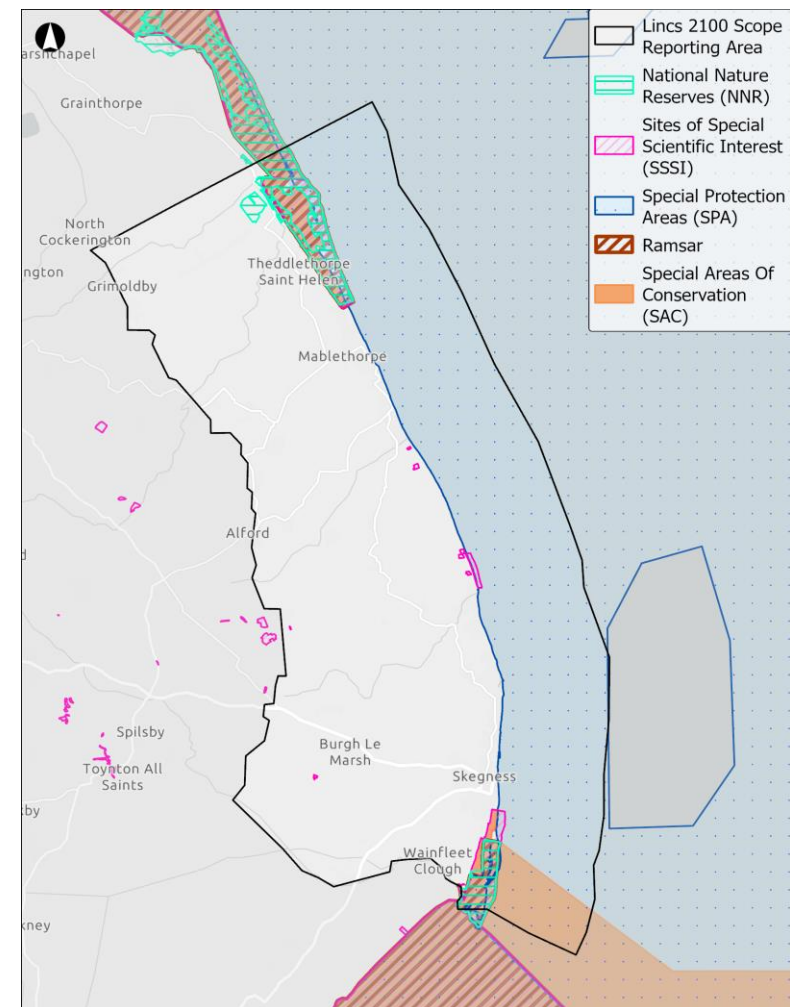 arshchapel
Grainthorpe
North
Cockerington
ngton
Grimoldby
Theddlethorpe
Saint Helen
Mablethorpe
Alford
d
Spilsby
Toynton All
Saints
Burgh Le
Marsh
Skegness
kby
Wainfleet
Clough
kney
Lincs 2100 Scope
Reporting Area
National Nature
Reserves (NNR)
Sites of Special
Scientific Interest
(SSSI)
Special Protection
Areas (SPA)
Ramsar
Special Areas Of
Conservation
(SAC)